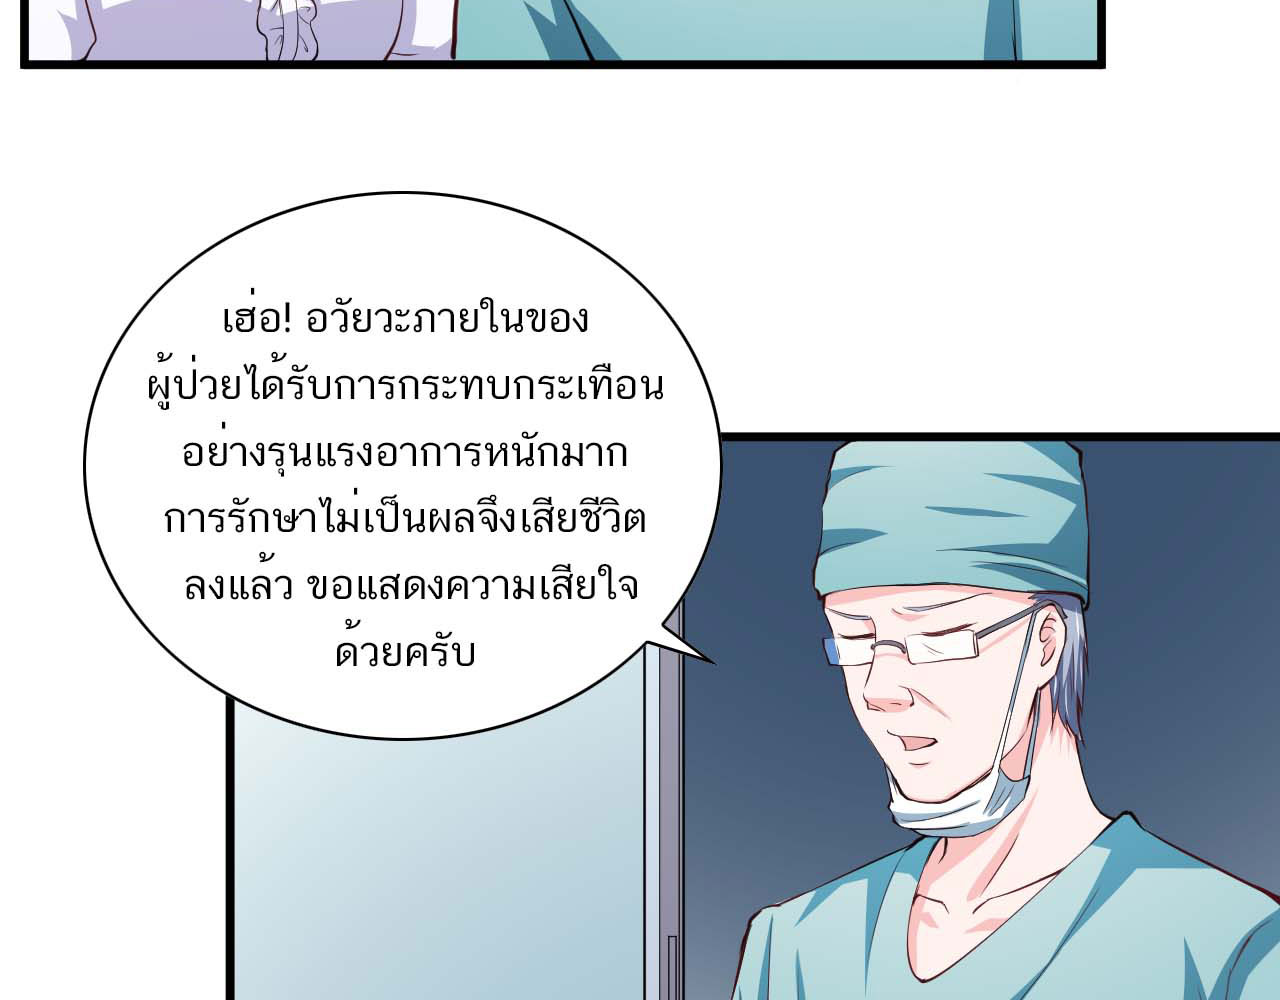 เฮ่อ! อวัยวะภายในของ
ผู้ป่วยได้รับการกระทบกระเทือน
อย่างรุนแรงอาการหนักมาก
การรักษาไม่เป็นผลจึงเสียชีวิต
ลงแล้ว ขอแสดงความเสียใจ
ด้วยครับ